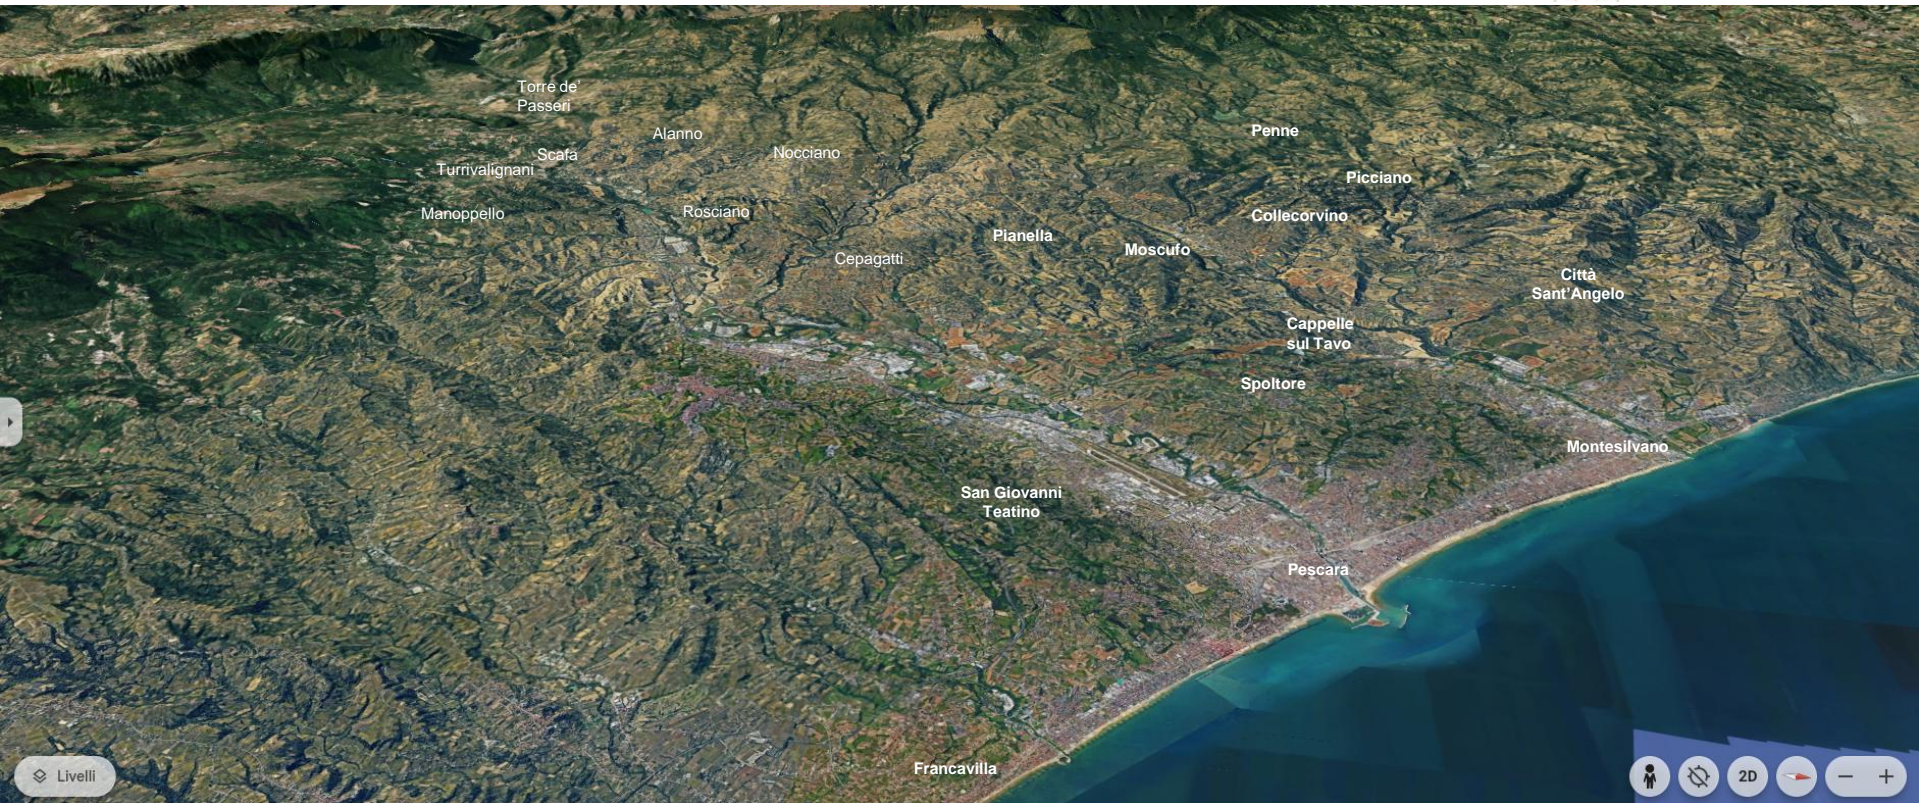 Torre de'
Passeri
Alanno
Penne
Nocciano
Scafa
Turrivalignani
Picciano
Manoppello
Rosciano
Collecorvino
Pianella
Moscufo
Cepagatti
Città
Sant'Angelo
Cappelle
sul Tavo
Spoltore
Montesilvano
San Giovanni
Teatino
Pescara
Francavilla
Livelli
2D